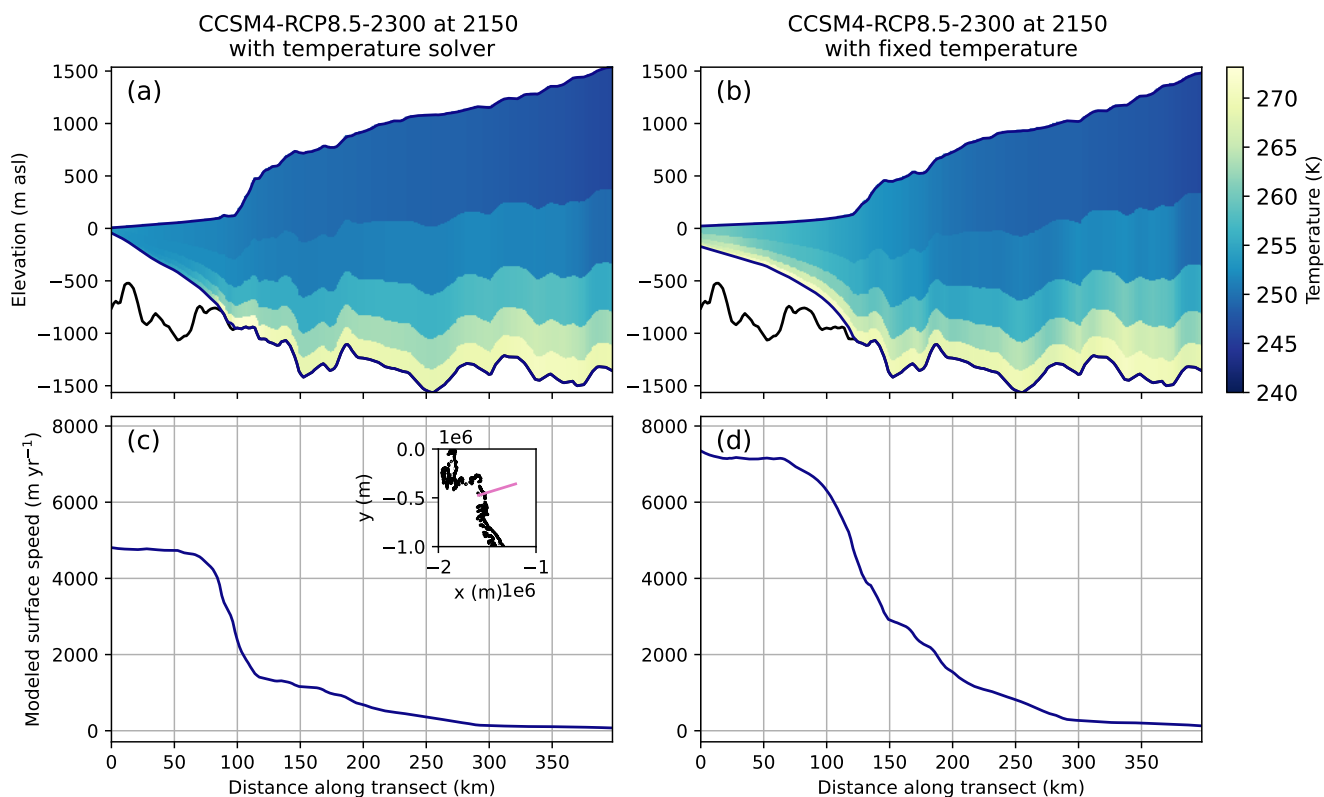 CCSM4-RCP8.5-2300 at 2150
with temperature solver
CCSM4-RCP8.5-2300 at 2150
with fixed temperature
(a)
(b)
1500
1000
500
0
−500
−1000
−1500
Elevation (m asl)
1500
1000
500
0
−500
−1000
−1500
270
265
260
255
250
245
240
Temperature (K)
(c)
(d)
8000
6000
4000
2000
0
Modeled surface speed (m yr⁻¹)
0 50 100 150 200 250 300 350
Distance along transect (km)
1e6
0.0
−0.5
−1.0
y (m)
−2 −1
x (m) 1e6
8000
6000
4000
2000
0
0 50 100 150 200 250 300 350
Distance along transect (km)